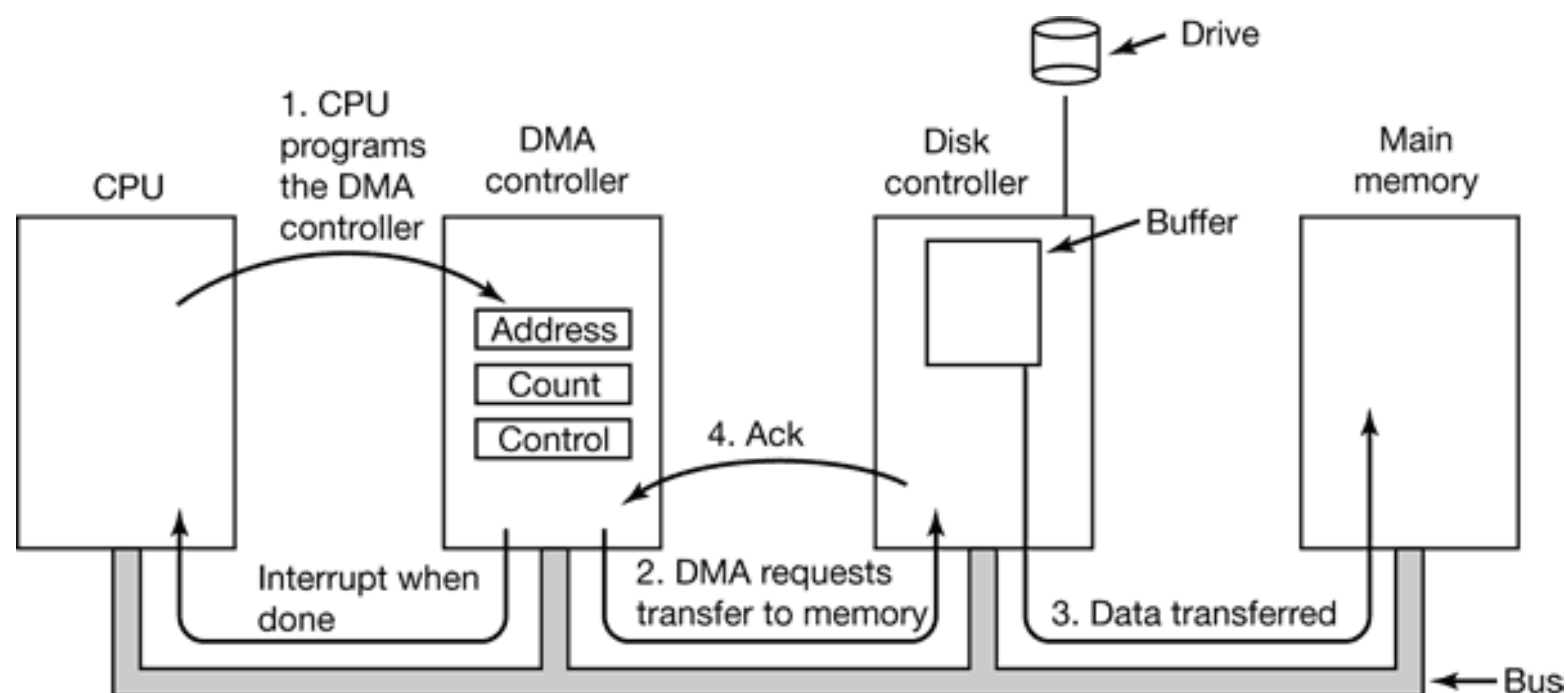 Drive
1. CPU
programs
the DMA
controller
CPU
DMA
controller
Disk
controller
Main
memory
Buffer
Address
Count
Control
4. Ack
Interrupt when
done
2. DMA requests
transfer to memory
3. Data transferred
Bus